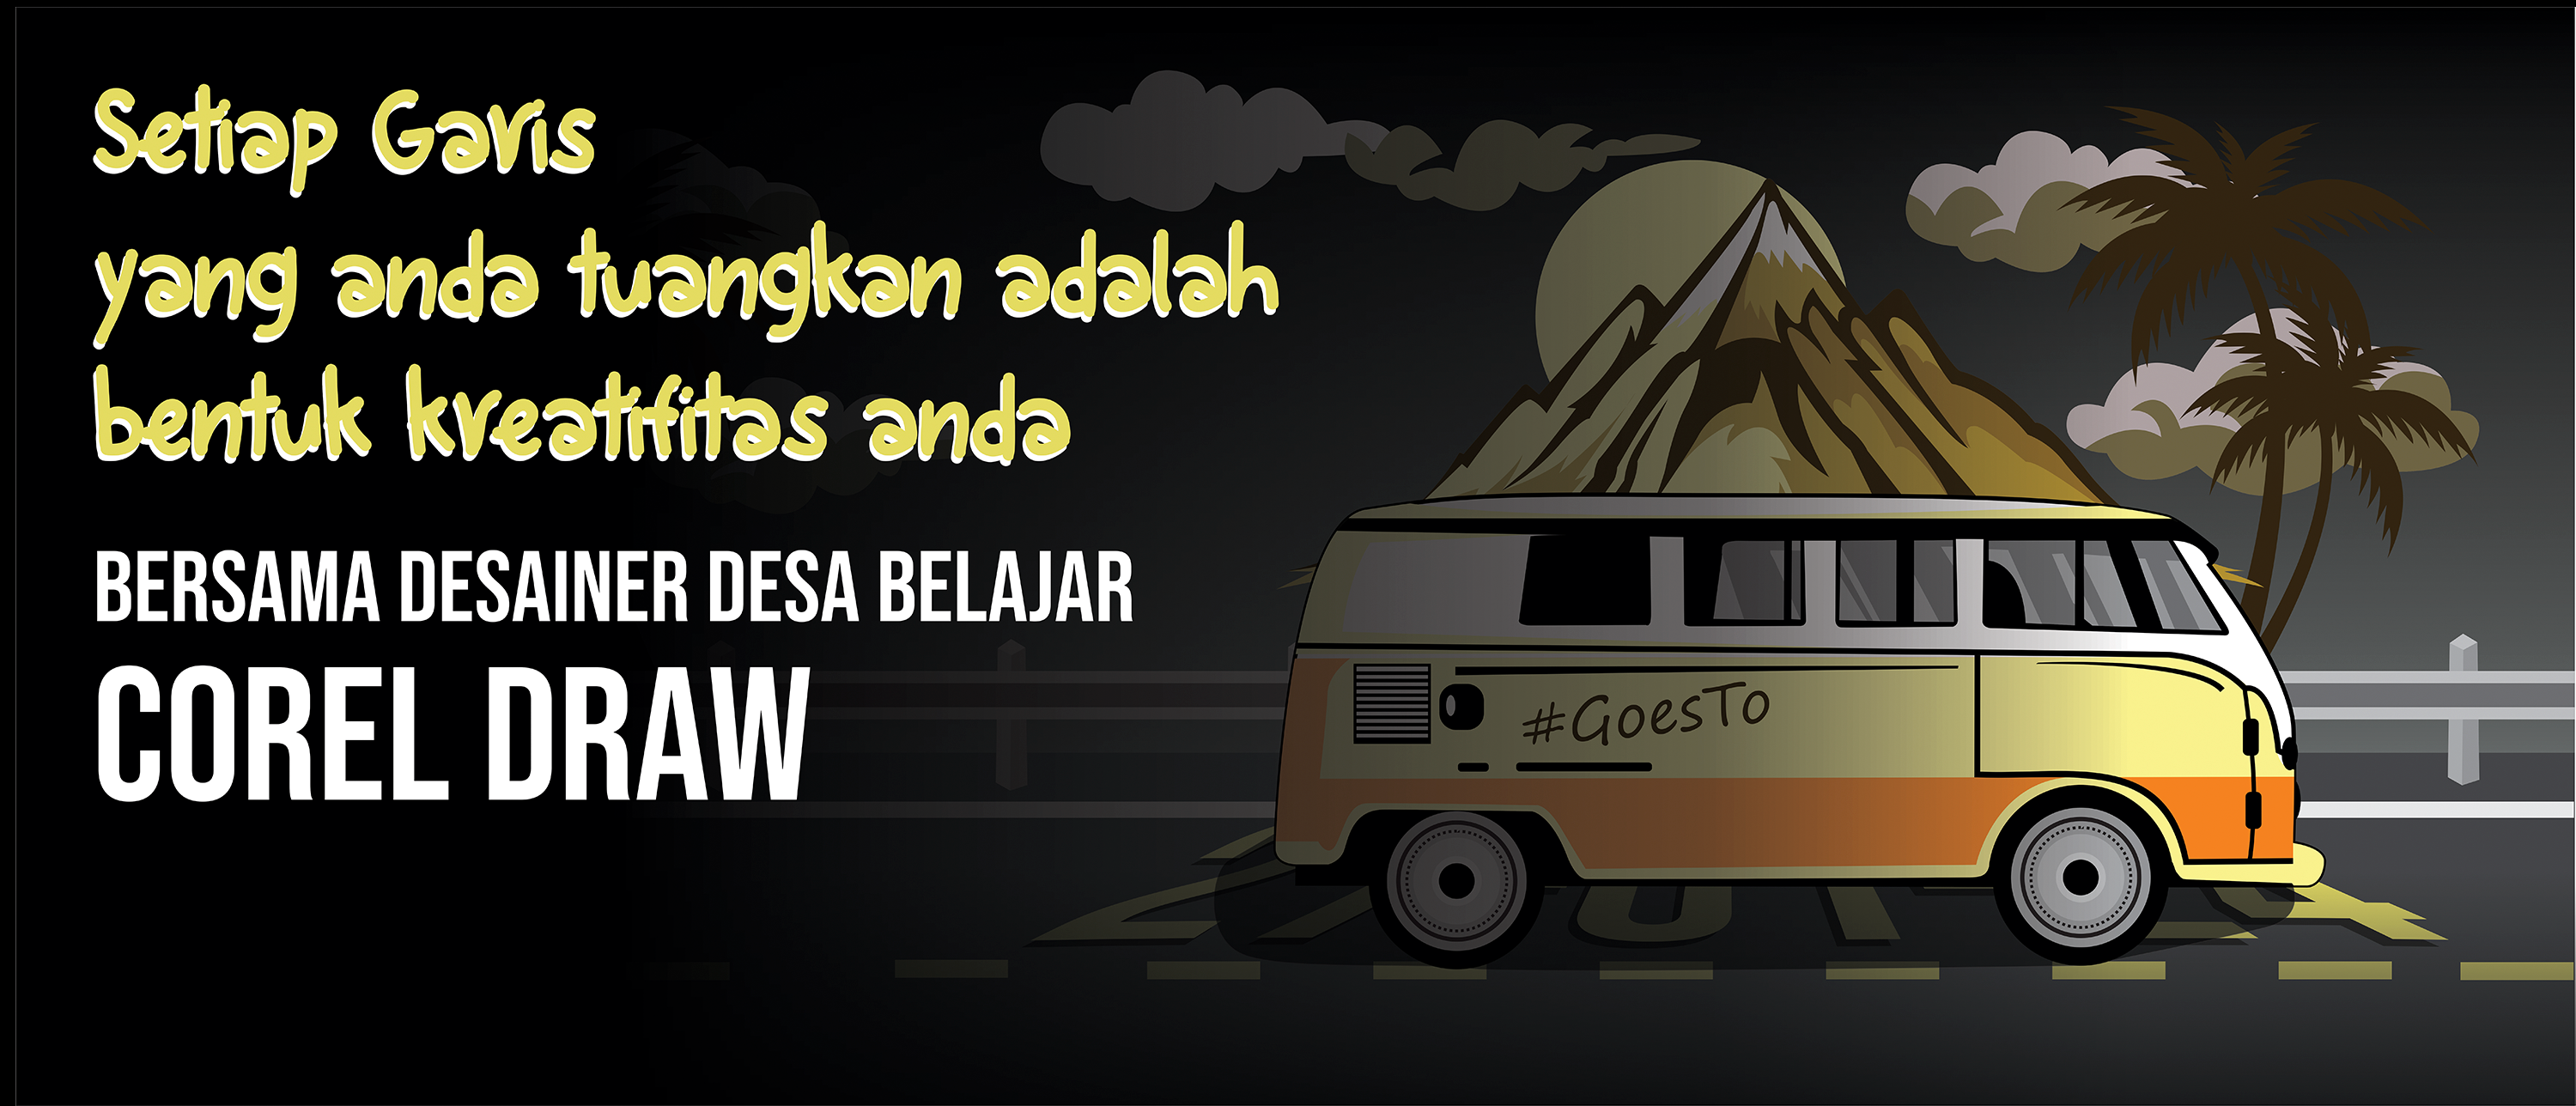 Setiap Garis
yang anda tuangkan adalah
bentuk kreatifitas anda
BERSAMA DESAINER DESA BELAJAR
COREL DRAW
#GoesTo